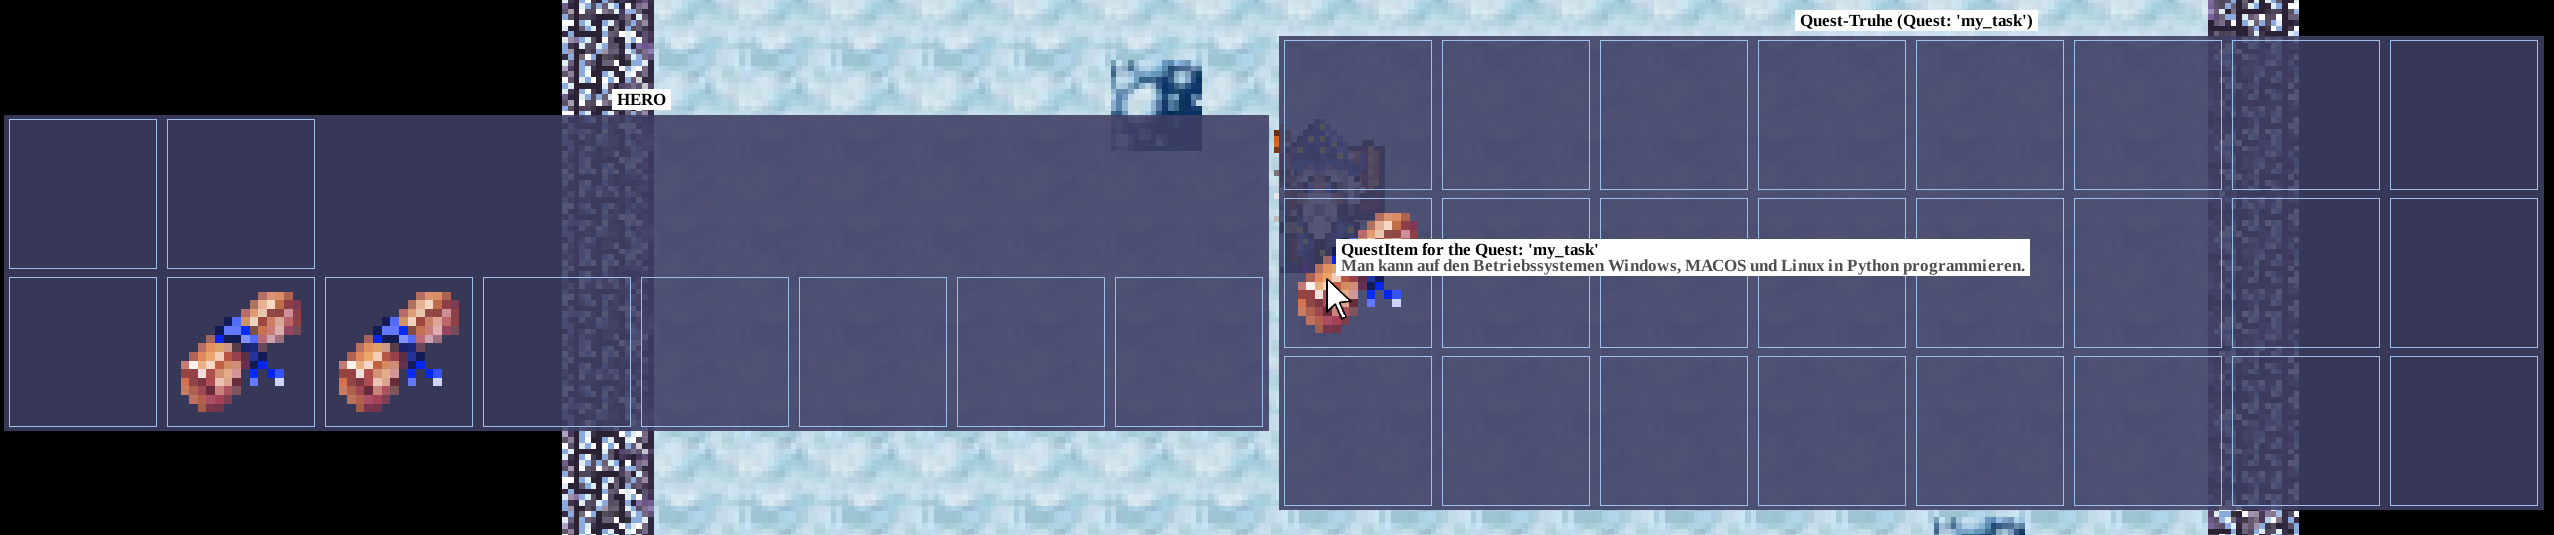 Quest-Truhe (Quest: 'my_task')
HERO
QuestItem for the Quest: 'my_task'
Man kann auf den Betriebssystemen Windows, MACOS und Linux in Python programmieren.